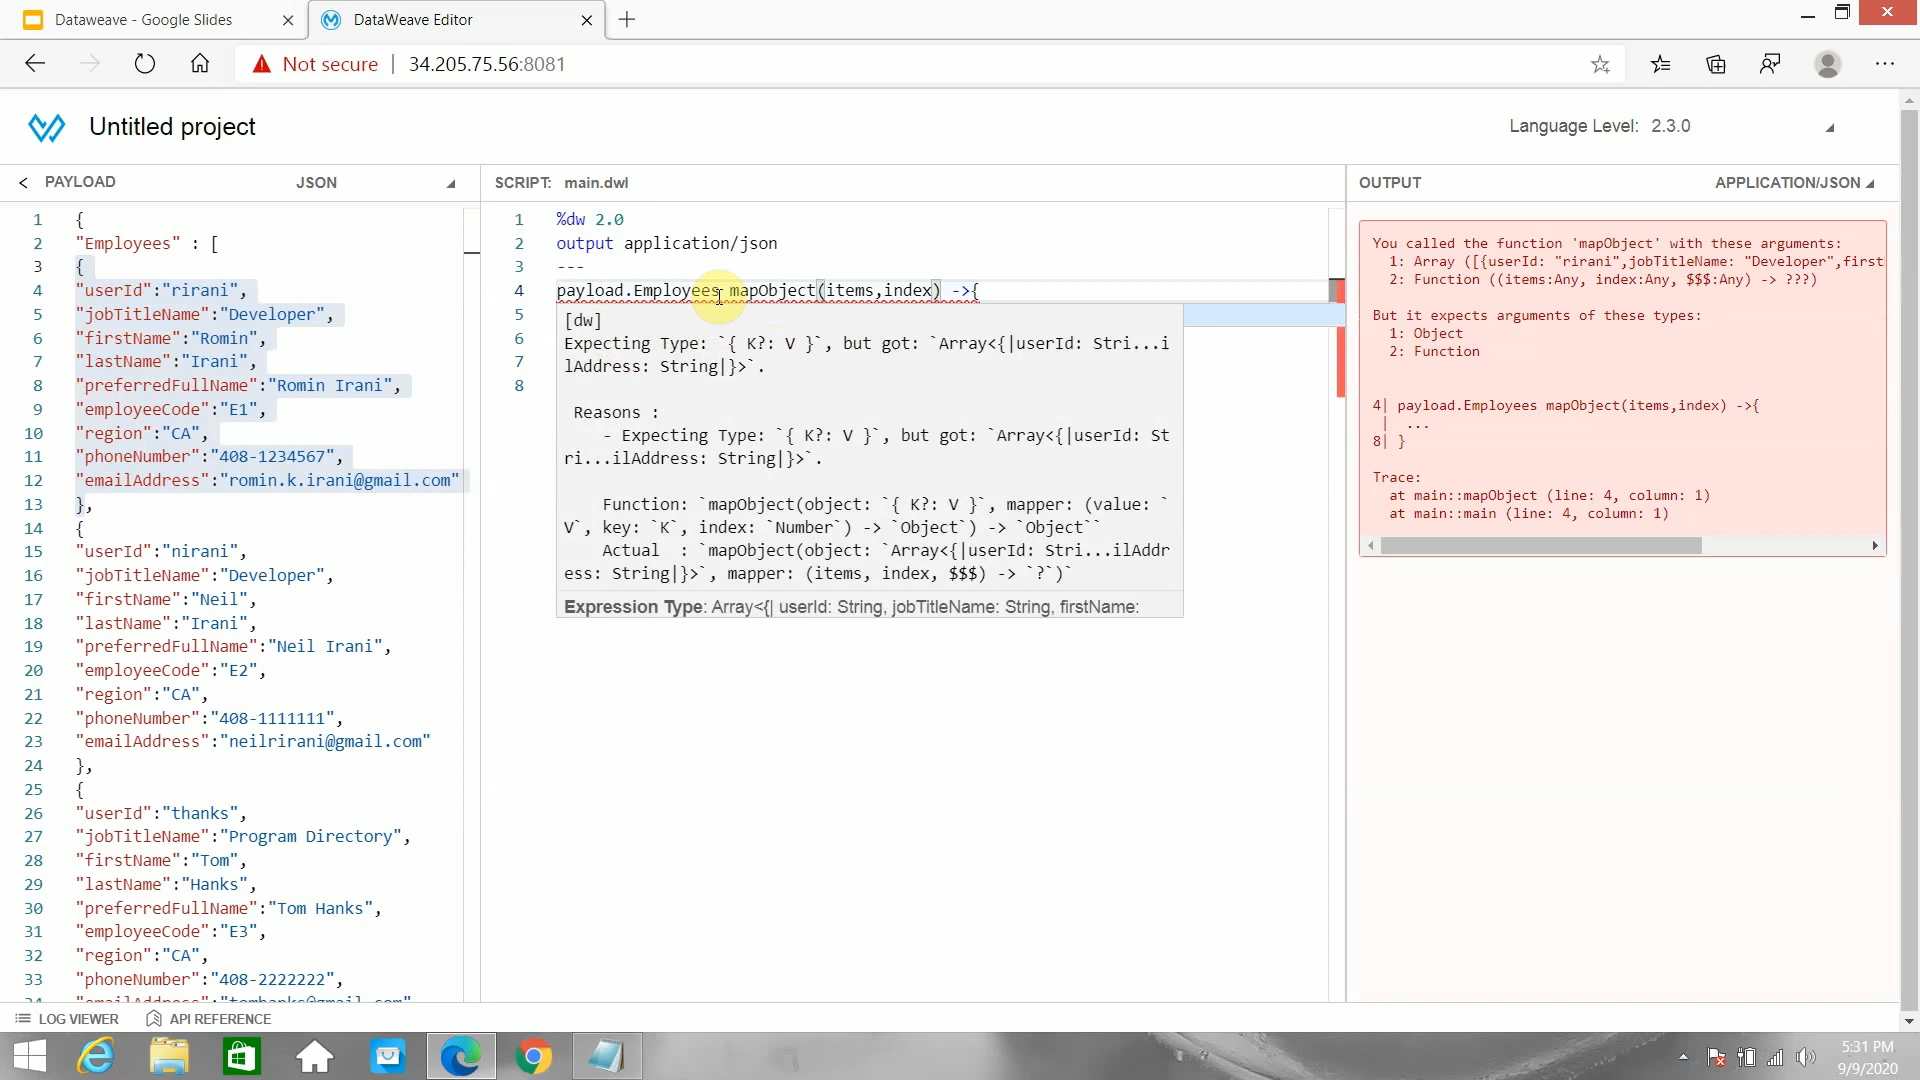 Dataweave - Google Slides
DataWeave Editor
Not secure
34.205.75.56:8081
Untitled project
Language Level: 2.3.0
PAYLOAD
JSON
1 {
2 "Employees" : [
3 {
4 "userId":"rirani",
5 "jobTitleName":"Developer",
6 "firstName":"Romin",
7 "lastName":"Irani",
8 "preferredFullName":"Romin Irani",
9 "employeeCode":"E1",
10 "region":"CA",
11 "phoneNumber":"408-1234567",
12 "emailAddress":"romin.k.irani@gmail.com"
13 },
14 {
15 "userId":"nirani",
16 "jobTitleName":"Developer",
17 "firstName":"Neil",
18 "lastName":"Irani",
19 "preferredFullName":"Neil Irani",
20 "employeeCode":"E2",
21 "region":"CA",
22 "phoneNumber":"408-1111111",
23 "emailAddress":"neilrirani@gmail.com"
24 },
25 {
26 "userId":"thanks",
27 "jobTitleName":"Program Directory",
28 "firstName":"Tom",
29 "lastName":"Hanks",
30 "preferredFullName":"Tom Hanks",
31 "employeeCode":"E3",
32 "region":"CA",
33 "phoneNumber":"408-2222222",
34 "emailAddress":"tomhanks@gmail.com"
SCRIPT: main.dwl
1 %dw 2.0
2 output application/json
3 ---
4 payload.Employees mapObject(items,index) ->{
5
6
7
8
[dw]
Expecting Type: `{ K?: V }`, but got: `Array<{|userId: Stri...i
lAddress: String|}>`.
Reasons :
- Expecting Type: `{ K?: V }`, but got: `Array<{|userId: St
ri...ilAddress: String|}>`.
Function: `mapObject(object: `{ K?: V }`, mapper: (value: `
V`, key: `K`, index: `Number`) -> `Object`) -> `Object``
Actual : `mapObject(object: `Array<{|userId: Stri...ilAddr
ess: String|}>`, mapper: (items, index, $$$) -> `?`)`
Expression Type: Array<{| userId: String, jobTitleName: String, firstName:
OUTPUT
APPLICATION/JSON
You called the function 'mapObject' with these arguments:
1: Array ([{userId: "rirani",jobTitleName: "Developer",first
2: Function ((items:Any, index:Any, $$$:Any) -> ???)
But it expects arguments of these types:
1: Object
2: Function
4| payload.Employees mapObject(items,index) ->{
| ...
8| }
Trace:
at main::mapObject (line: 4, column: 1)
at main::main (line: 4, column: 1)
LOG VIEWER
API REFERENCE
5:31 PM
9/9/2020